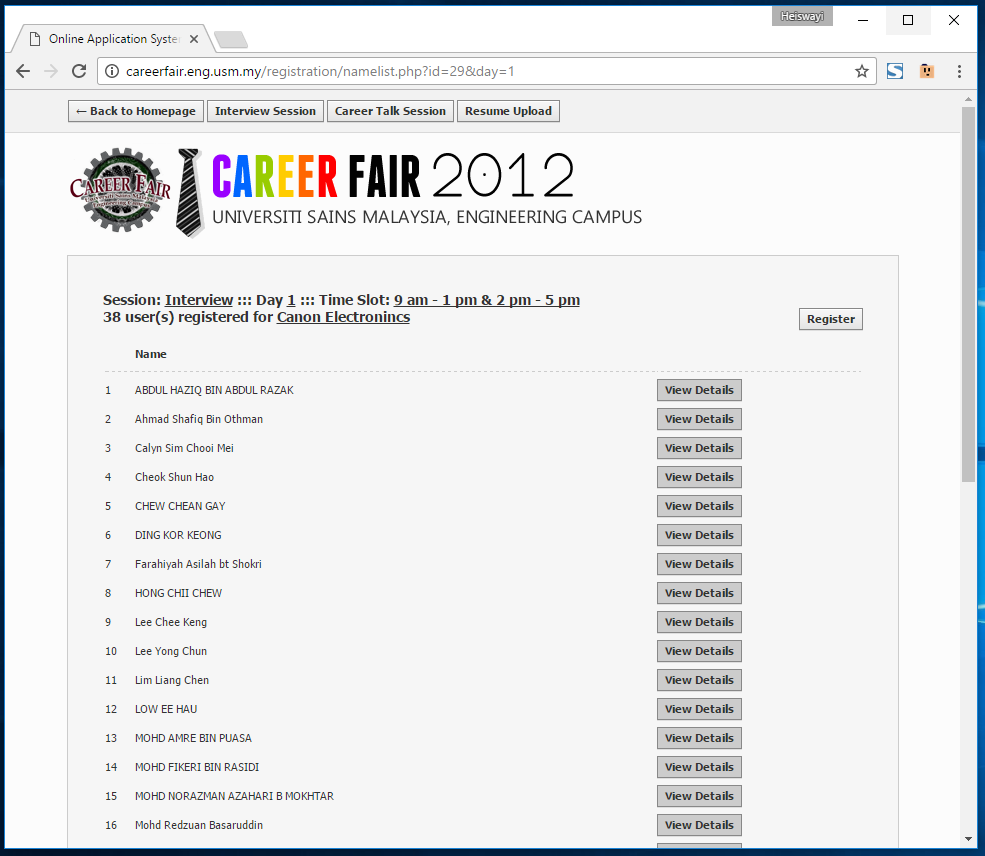 Heiswayi
Online Application Syste
careerfair.eng.usm.my/registration/namelist.php?id=29&day=1
← Back to Homepage Interview Session Career Talk Session Resume Upload
CAREER FAIR
CAREER FAIR 2012
UNIVERSITI SAINS MALAYSIA, ENGINEERING CAMPUS
Session: Interview ::: Day 1 ::: Time Slot: 9 am - 1 pm & 2 pm - 5 pm
38 user(s) registered for Canon Electronincs
Register
Name
1 ABDUL HAZIQ BIN ABDUL RAZAK View Details
2 Ahmad Shafiq Bin Othman View Details
3 Calyn Sim Chooi Mei View Details
4 Cheok Shun Hao View Details
5 CHEW CHEAN GAY View Details
6 DING KOR KEONG View Details
7 Farahiyah Asilah bt Shokri View Details
8 HONG CHII CHEW View Details
9 Lee Chee Keng View Details
10 Lee Yong Chun View Details
11 Lim Liang Chen View Details
12 LOW EE HAU View Details
13 MOHD AMRE BIN PUASA View Details
14 MOHD FIKERI BIN RASIDI View Details
15 MOHD NORAZMAN AZAHARI B MOKHTAR View Details
16 Mohd Redzuan Basaruddin View Details